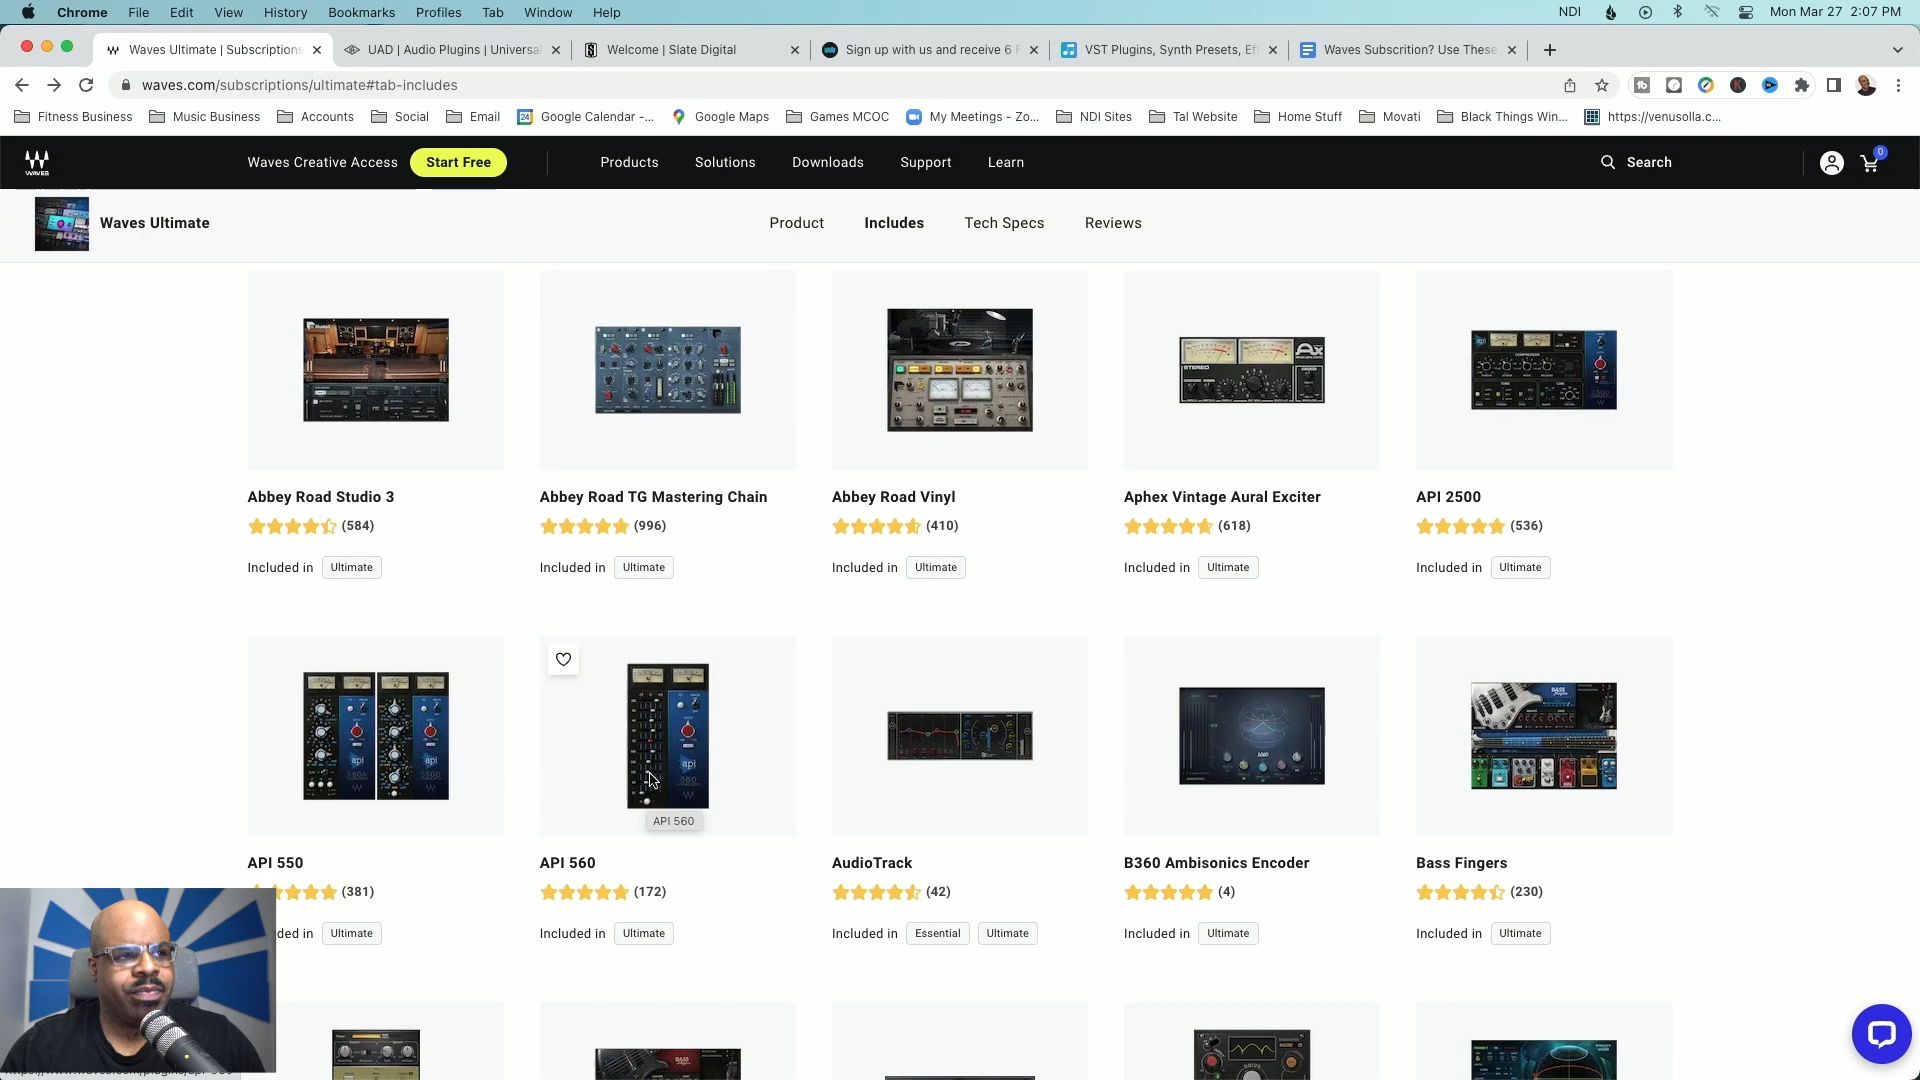 Chrome File Edit View History Bookmarks Profiles Tab Window Help NDI Mon Mar 27 2:07 PM
Waves Ultimate | Subscriptions UAD | Audio Plugins | Universa Welcome | Slate Digital Sign up with us and receive 6 F VST Plugins, Synth Presets, Ef Waves Subscrition? Use These
waves.com/subscriptions/ultimate#tab-includes
Fitness Business Music Business Accounts Social Email Google Calendar -... Google Maps Games MCOC My Meetings - Zo... NDI Sites Tal Website Home Stuff Movati Black Things Win... https://venusolla.c...
WAVES Waves Creative Access Start Free Products Solutions Downloads Support Learn Search 0
Waves Ultimate Product Includes Tech Specs Reviews
Abbey Road Studio 3 Abbey Road TG Mastering Chain Abbey Road Vinyl Aphex Vintage Aural Exciter API 2500
(584) (996) (410) (618) (536)
Included in Ultimate Included in Ultimate Included in Ultimate Included in Ultimate Included in Ultimate
API 560
API 550 API 560 AudioTrack B360 Ambisonics Encoder Bass Fingers
(381) (172) (42) (4) (230)
ded in Ultimate Included in Ultimate Included in Essential Ultimate Included in Ultimate Included in Ultimate